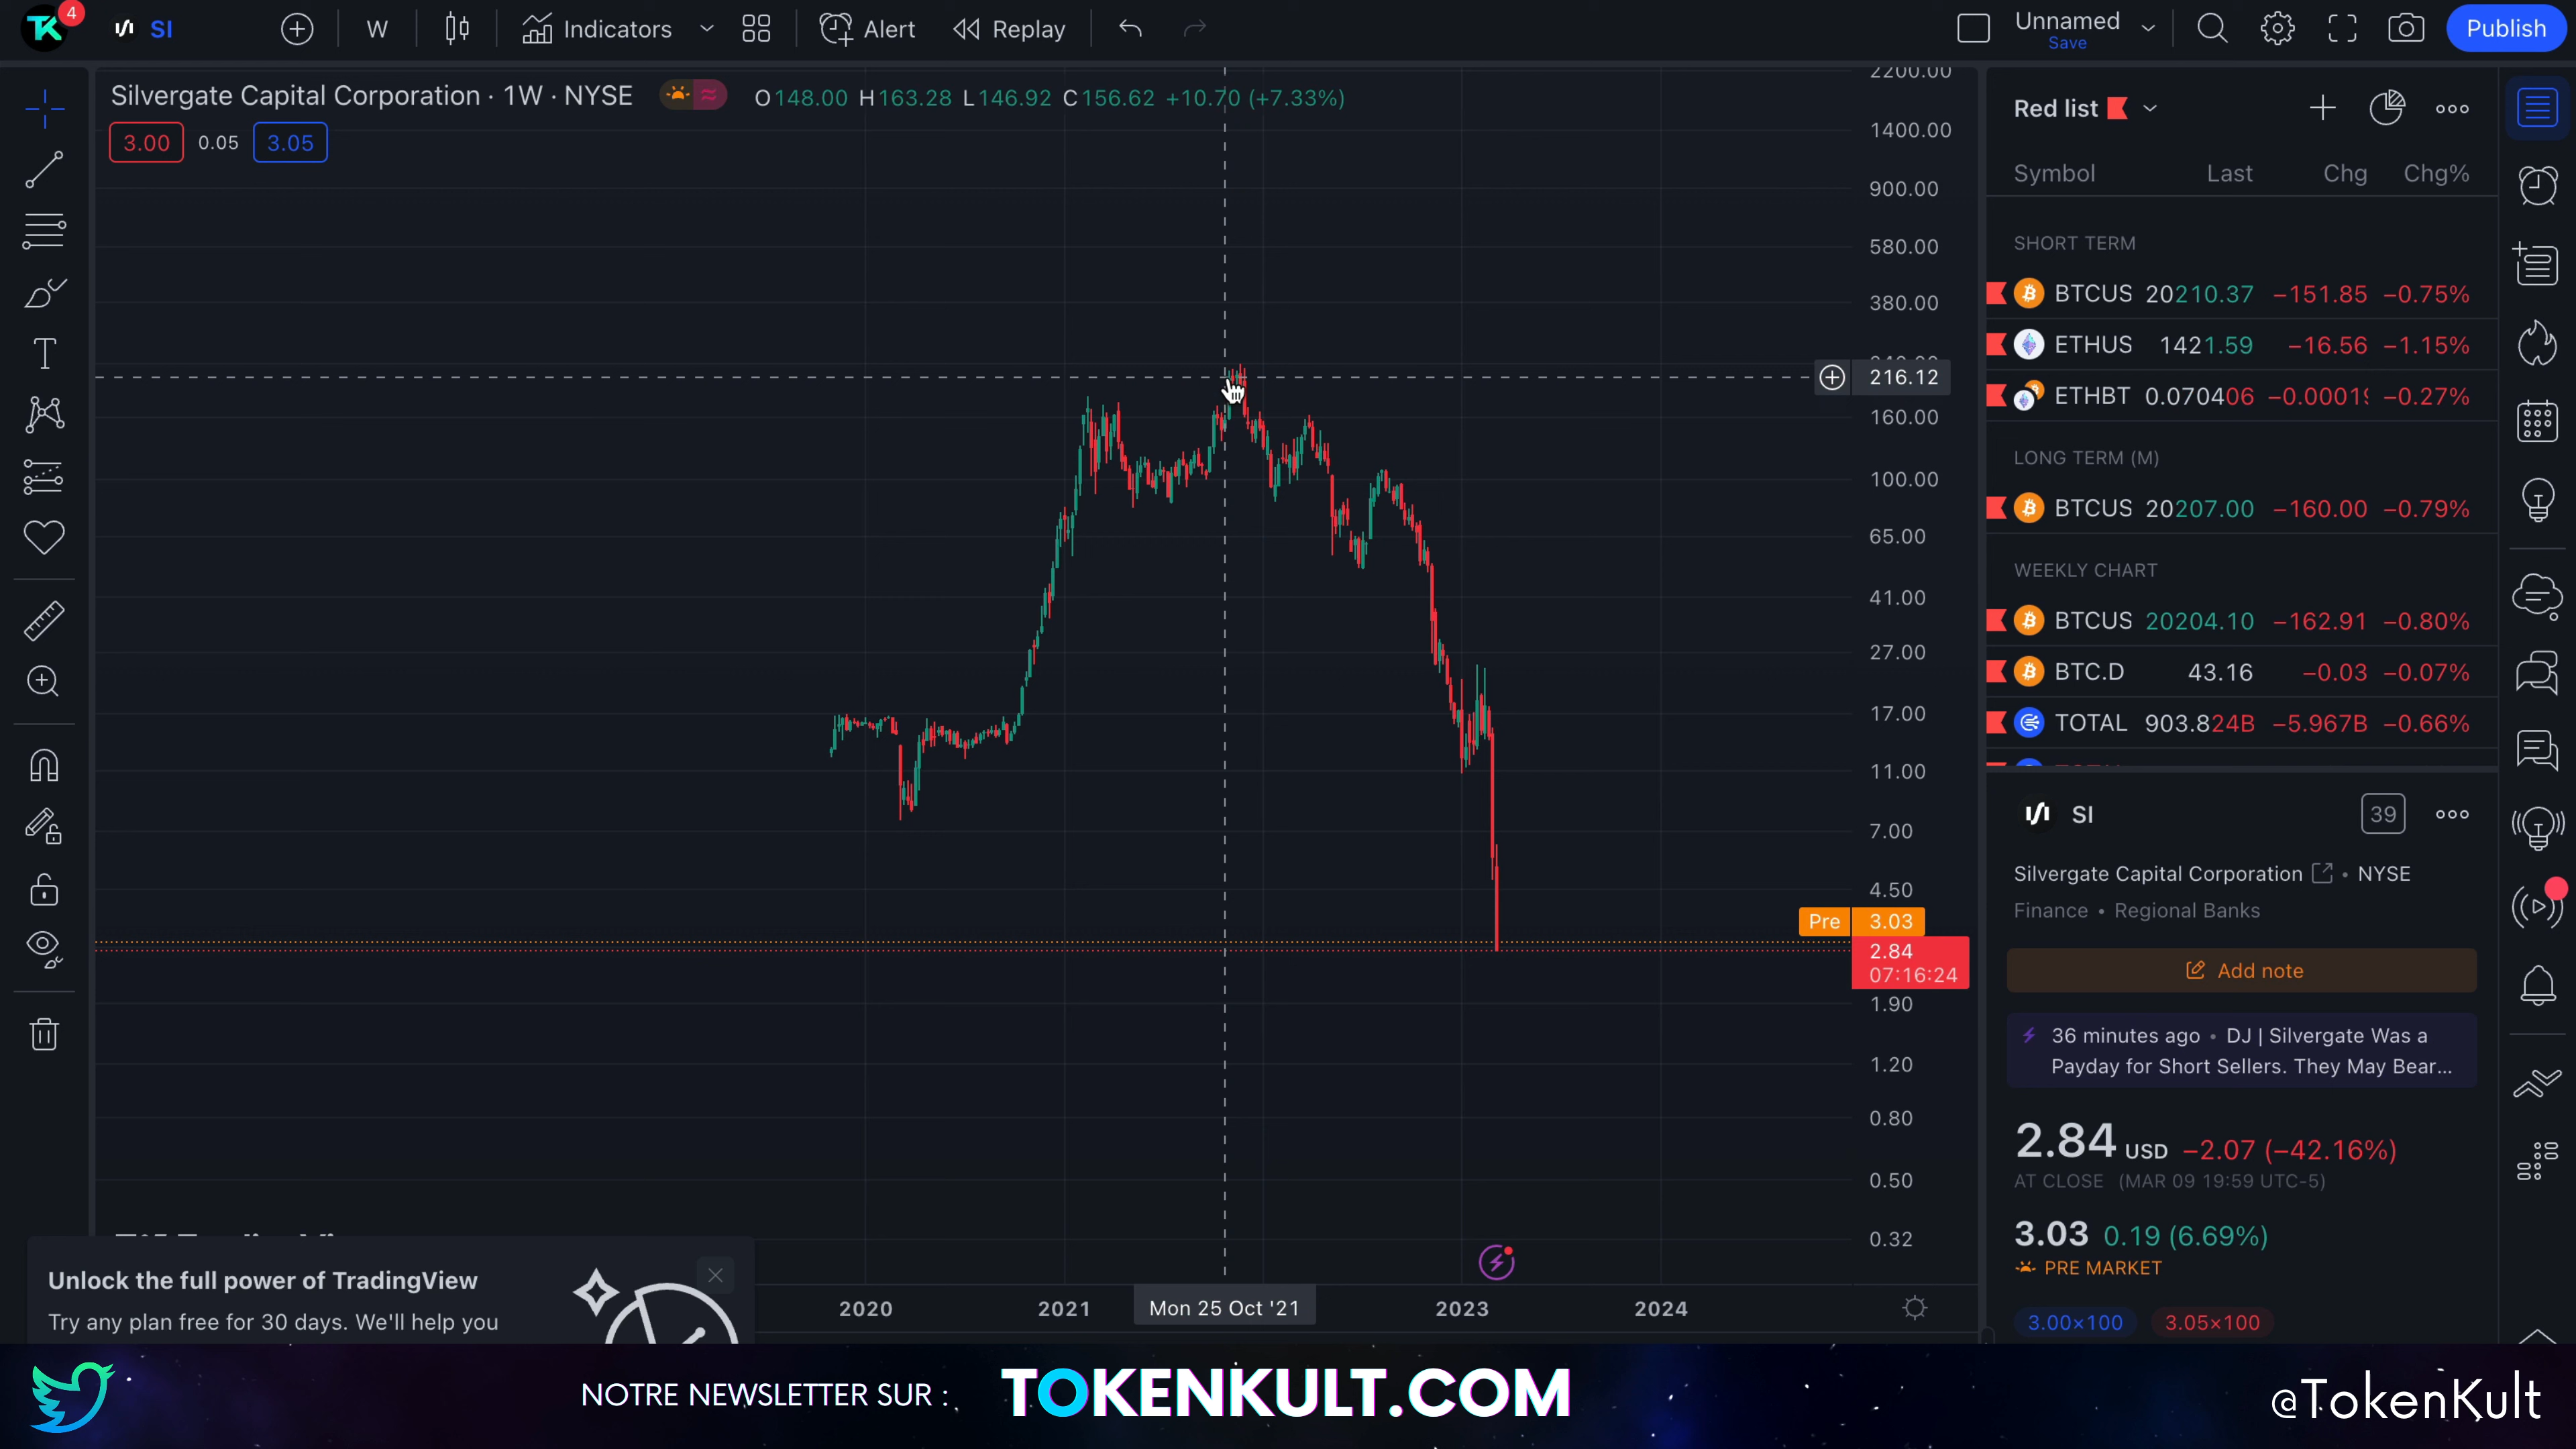 TK 4 SI W Indicators Alert Replay Unnamed Save Publish
Silvergate Capital Corporation · 1W · NYSE O148.00 H163.28 L146.92 C156.62 +10.70 (+7.33%)
3.00 0.05 3.05
2200.00
1400.00
900.00
580.00
380.00
216.12
160.00
100.00
65.00
41.00
27.00
17.00
11.00
7.00
4.50
Pre 3.03
2.84
07:16:24
1.90
1.20
0.80
0.50
0.32
2020 2021 Mon 25 Oct '21 2023 2024
Red list
Symbol Last Chg Chg%
SHORT TERM
BTCUS 20210.37 −151.85 −0.75%
ETHUS 1421.59 −16.56 −1.15%
ETHBT 0.070406 −0.0001 −0.27%
LONG TERM (M)
BTCUS 20207.00 −160.00 −0.79%
WEEKLY CHART
BTCUS 20204.10 −162.91 −0.80%
BTC.D 43.16 −0.03 −0.07%
TOTAL 903.824B −5.967B −0.66%
SI 39
Silvergate Capital Corporation • NYSE
Finance • Regional Banks
Add note
36 minutes ago • DJ | Silvergate Was a
Payday for Short Sellers. They May Bear...
2.84 USD −2.07 (−42.16%)
AT CLOSE (MAR 09 19:59 UTC-5)
3.03 0.19 (6.69%)
PRE MARKET
3.00×100 3.05×100
Unlock the full power of TradingView
Try any plan free for 30 days. We'll help you
NOTRE NEWSLETTER SUR : TOKENKULT.COM @TokenKult